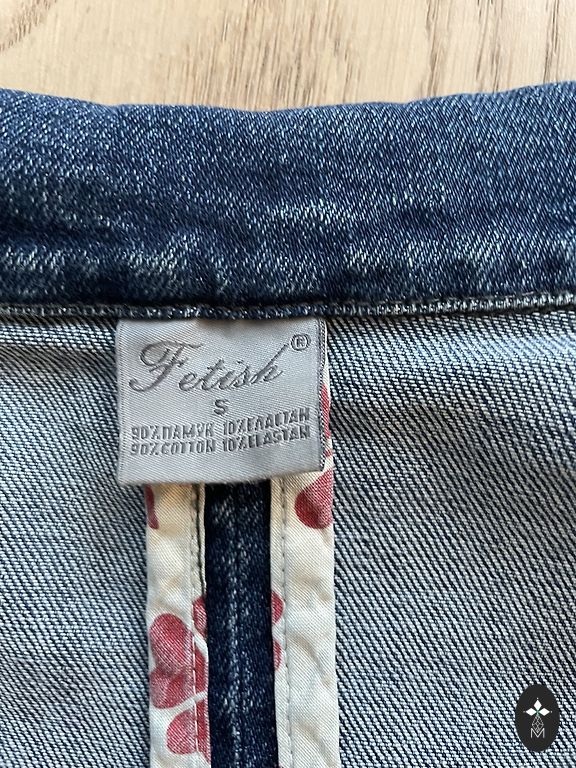 Fetish®
S
90% ПАМУК 10% ЕЛАСТАН
90% COTTON 10% ELASTAN
M